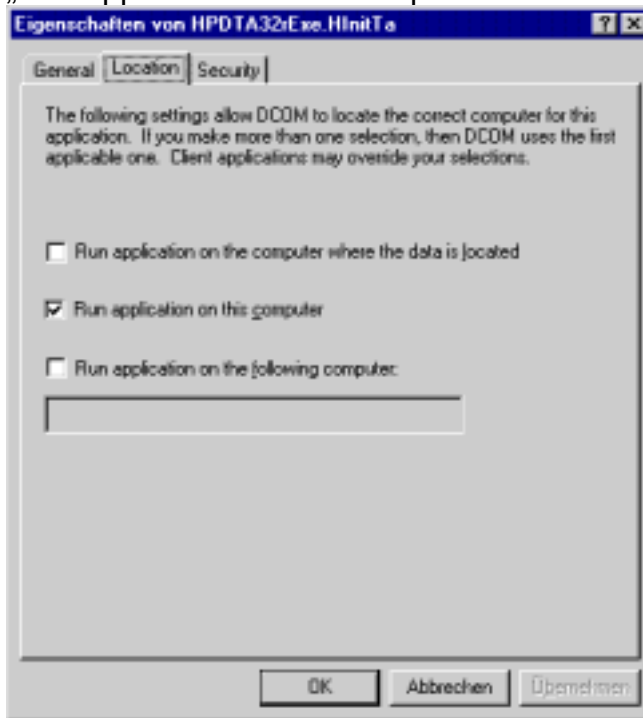 Eigenschaften von HPDTA32rExe.HInitTa
General Location Security
The following settings allow DCOM to locate the correct computer for this
application. If you make more than one selection, then DCOM uses the first
applicable one. Client applications may override your selections.
Run application on the computer where the data is located
Run application on this computer
Run application on the following computer:
OK Abbrechen Übernehmen